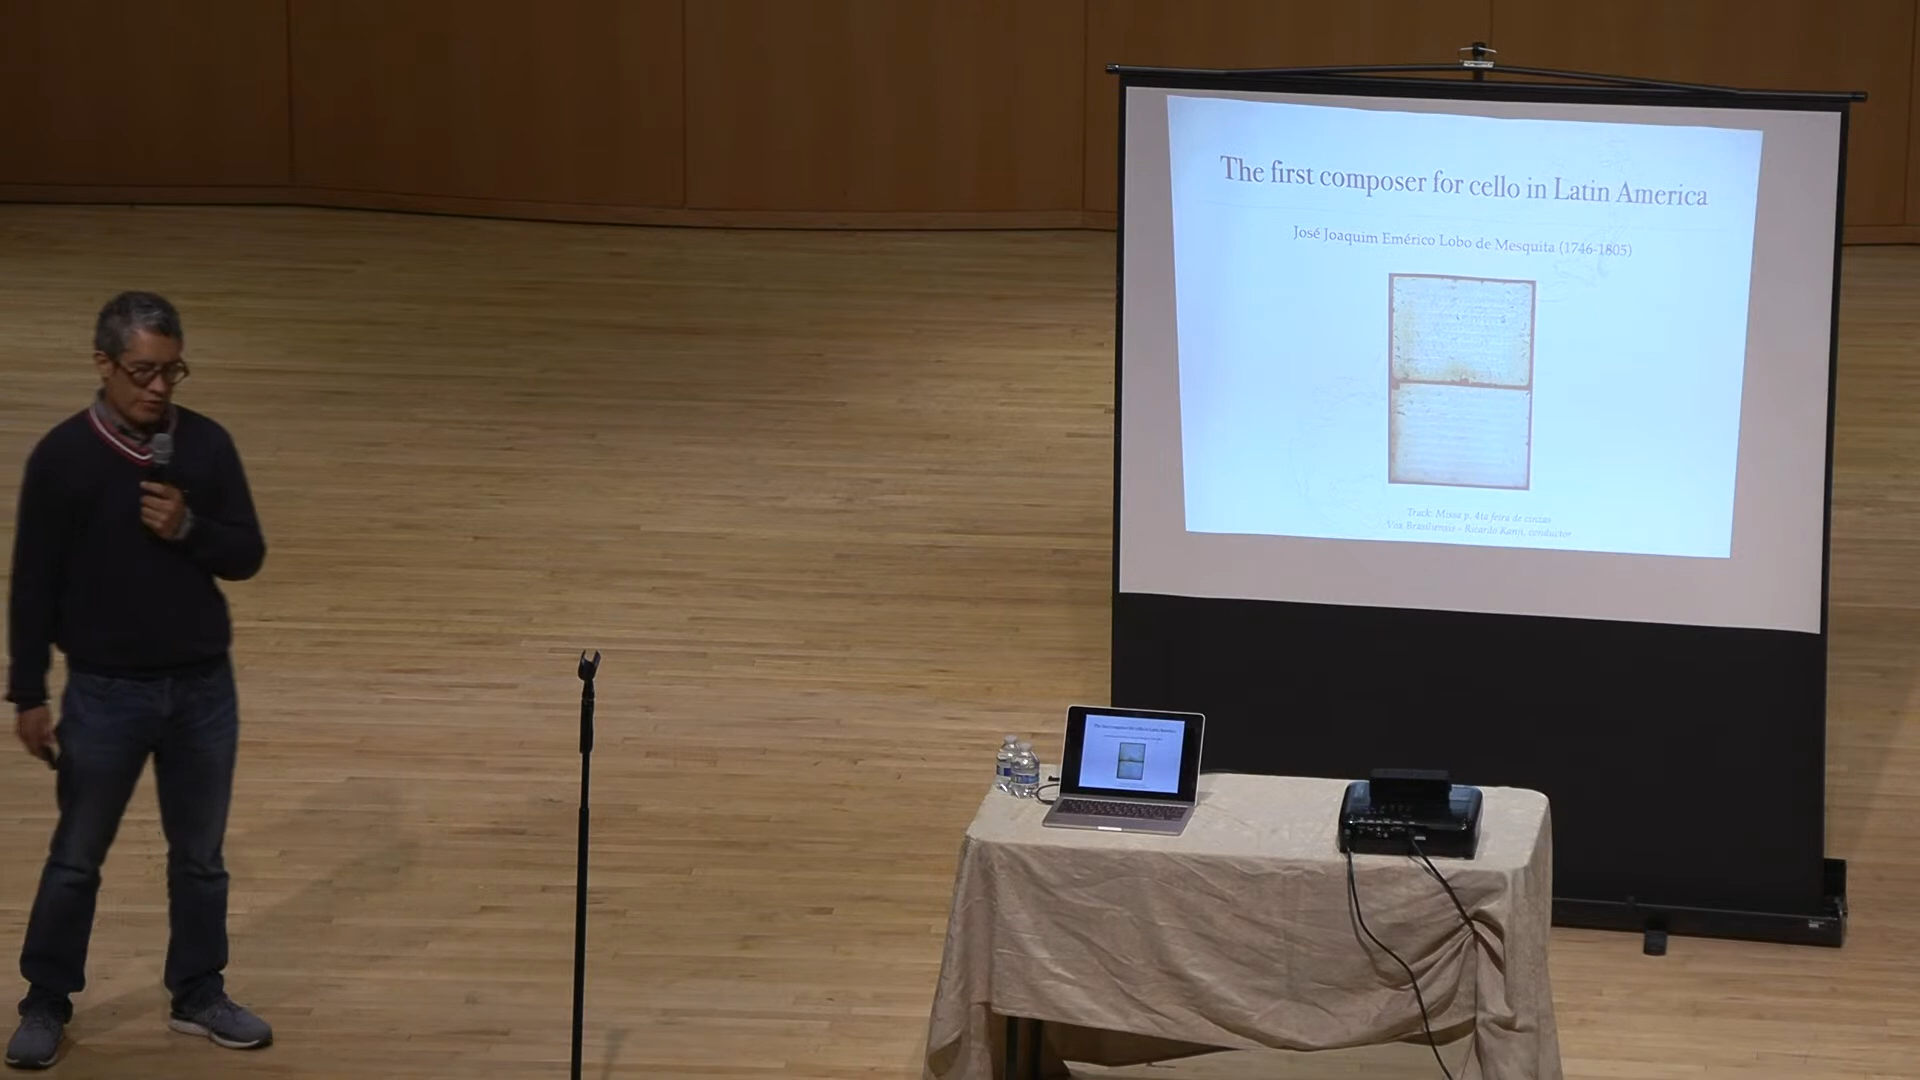 The first composer for cello in Latin America
José Joaquim Emérico Lobo de Mesquita (1746-1805)
Track: Missa p. 4ta feira de cinzas
Vox Brasiliensis - Ricardo Kanji, conductor